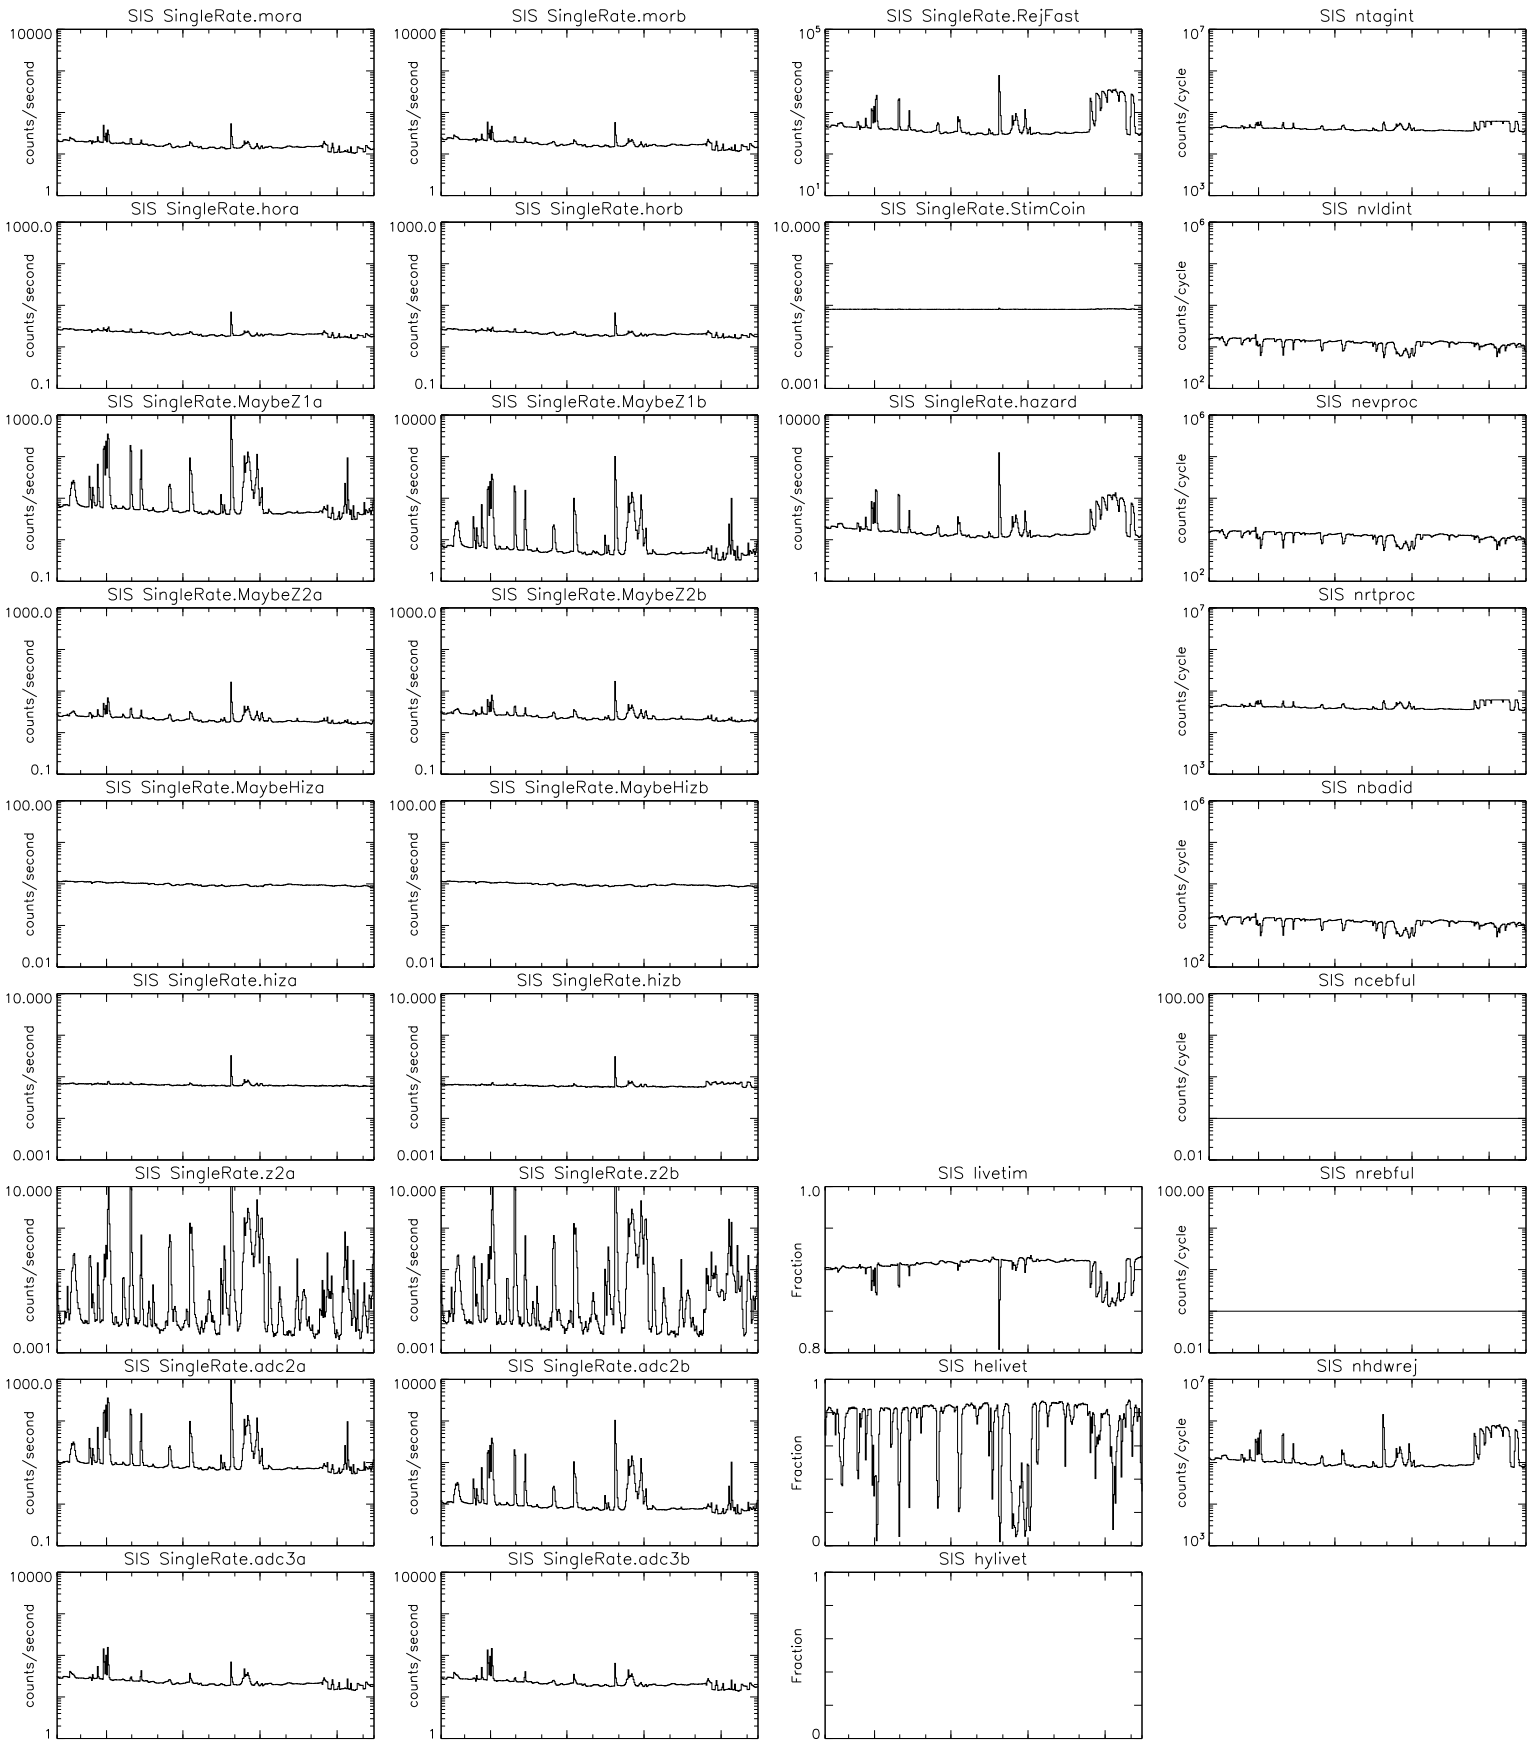 SIS SingleRate.mora
10000
counts/second
1
SIS SingleRate.morb
10000
counts/second
1
SIS SingleRate.RejFast
10^5
counts/second
10^1
SIS ntagint
10^7
counts/cycle
10^3
SIS SingleRate.hora
1000.0
counts/second
0.1
SIS SingleRate.horb
1000.0
counts/second
0.1
SIS SingleRate.StimCoin
10.000
counts/second
0.001
SIS nvldint
10^6
counts/cycle
10^2
SIS SingleRate.MaybeZ1a
1000.0
counts/second
0.1
SIS SingleRate.MaybeZ1b
10000
counts/second
1
SIS SingleRate.hazard
10000
counts/second
1
SIS nevproc
10^6
counts/cycle
10^2
SIS SingleRate.MaybeZ2a
1000.0
counts/second
0.1
SIS SingleRate.MaybeZ2b
1000.0
counts/second
0.1
SIS nrtproc
10^7
counts/cycle
10^3
SIS SingleRate.MaybeHiza
100.00
counts/second
0.01
SIS SingleRate.MaybeHizb
100.00
counts/second
0.01
SIS nbadid
10^6
counts/cycle
10^2
SIS SingleRate.hiza
10.000
counts/second
0.001
SIS SingleRate.hizb
10.000
counts/second
0.001
SIS ncebful
100.00
counts/cycle
0.01
SIS SingleRate.z2a
10.000
counts/second
0.001
SIS SingleRate.z2b
10.000
counts/second
0.001
SIS livetim
1.0
Fraction
0.8
SIS nrebful
100.00
counts/cycle
0.01
SIS SingleRate.adc2a
1000.0
counts/second
0.1
SIS SingleRate.adc2b
10000
counts/second
1
SIS helivet
1
Fraction
0
SIS nhdwrej
10^7
counts/cycle
10^3
SIS SingleRate.adc3a
10000
counts/second
1
SIS SingleRate.adc3b
10000
counts/second
1
SIS hylivet
1
Fraction
0